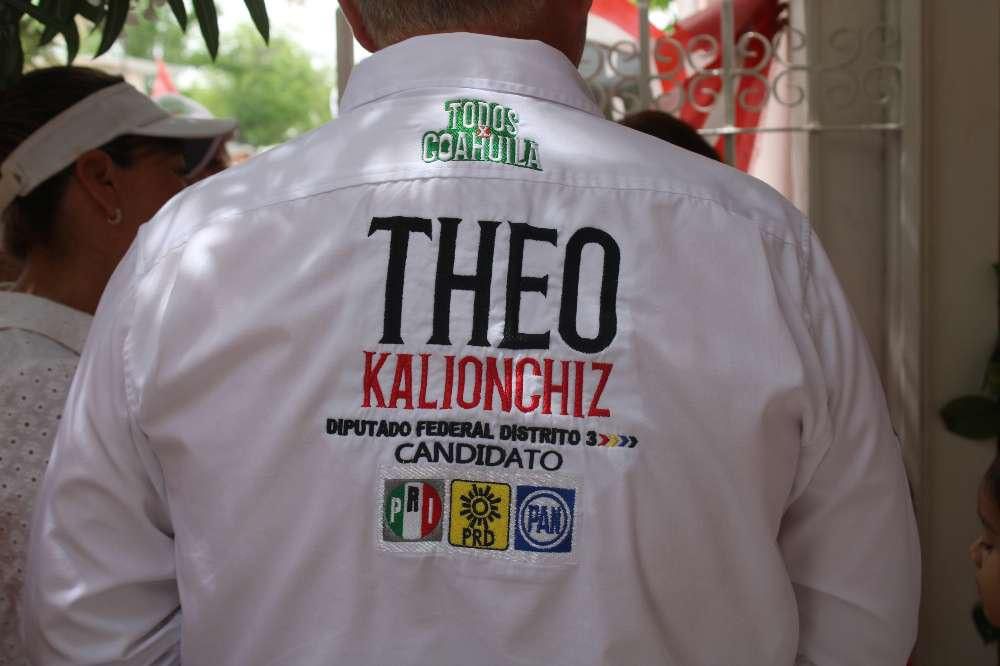 TODOS
X
COAHUILA
THEO
KALIONCHIZ
DIPUTADO FEDERAL DISTRITO 3
CANDIDATO
PRI PRD PAN